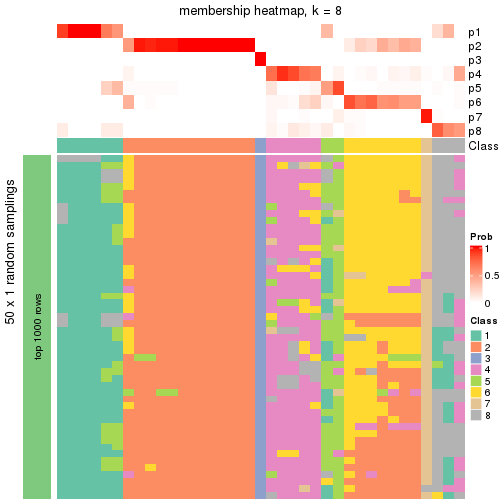 membership heatmap, k = 8
p1
p2
p3
p4
p5
p6
p7
p8
Class
50 x 1 random samplings
top 1000 rows
Prob
1
0.5
0
Class
1
2
3
4
5
6
7
8